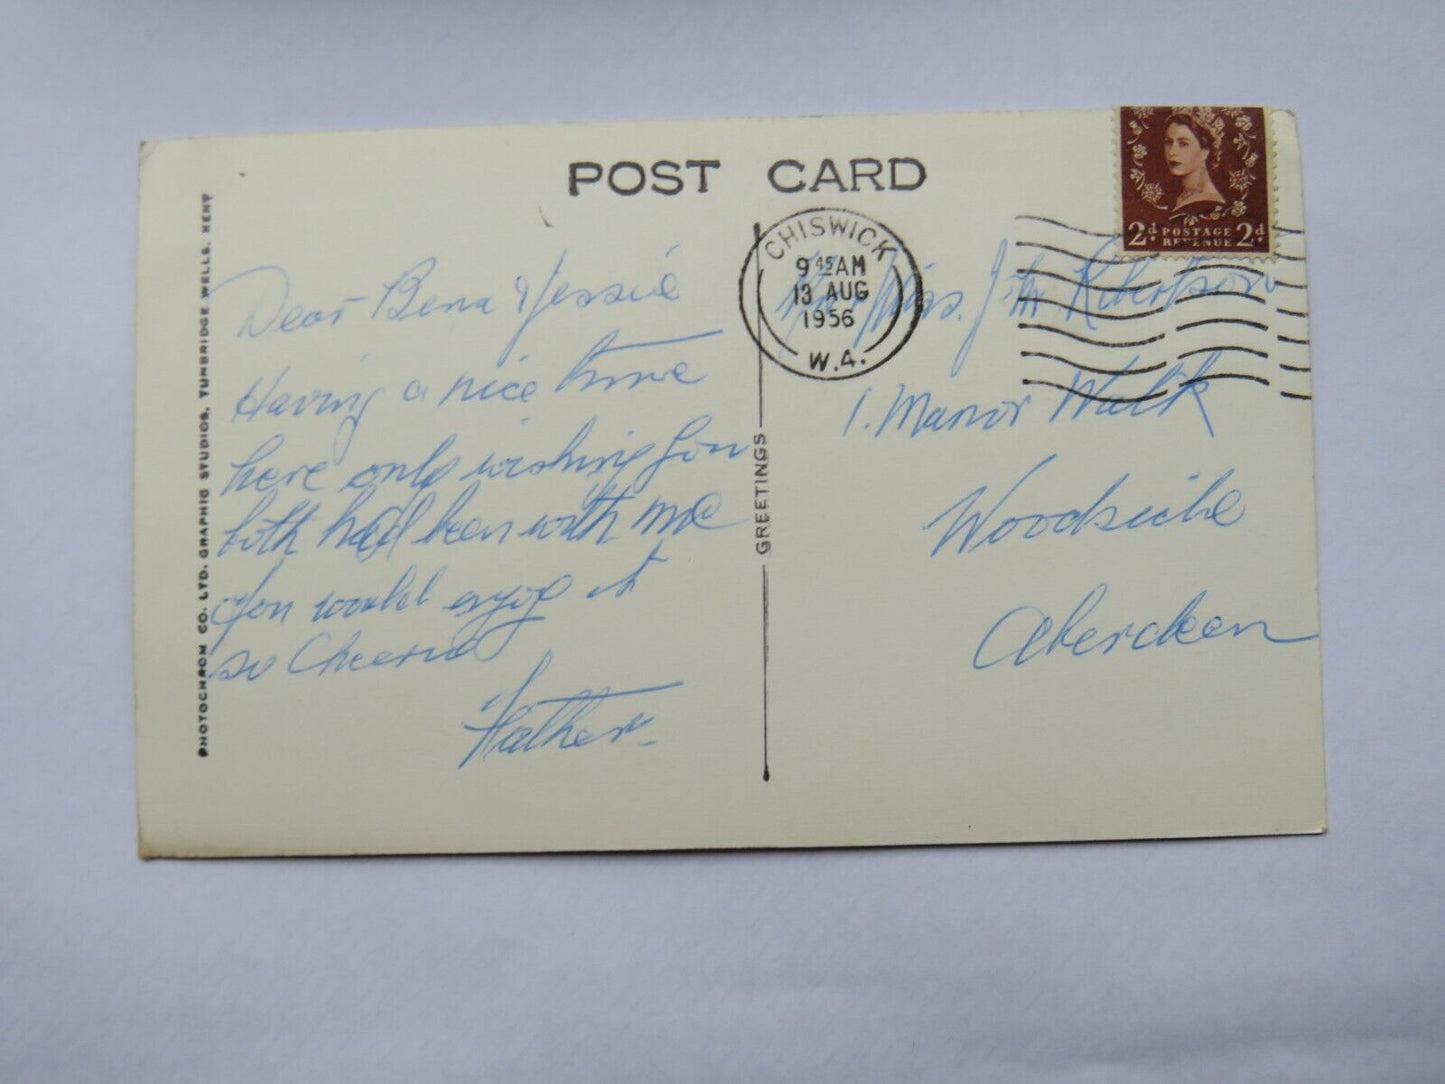 POST CARD
PHOTOCHROM CO. LTD. GRAPHIC STUDIOS, TUNBRIDGE WELLS, KENT
Dear Bena & Jessie
Having a nice time
here only wishing you
both had been with me
you would enjoy it
so Cheerio
Father
GREETINGS
CHISWICK
9 45 AM
13 AUG
1956
W.4.
2d. POSTAGE REVENUE 2d.
Miss. Robertson
1. Manor Walk
Woodside
Aberdeen